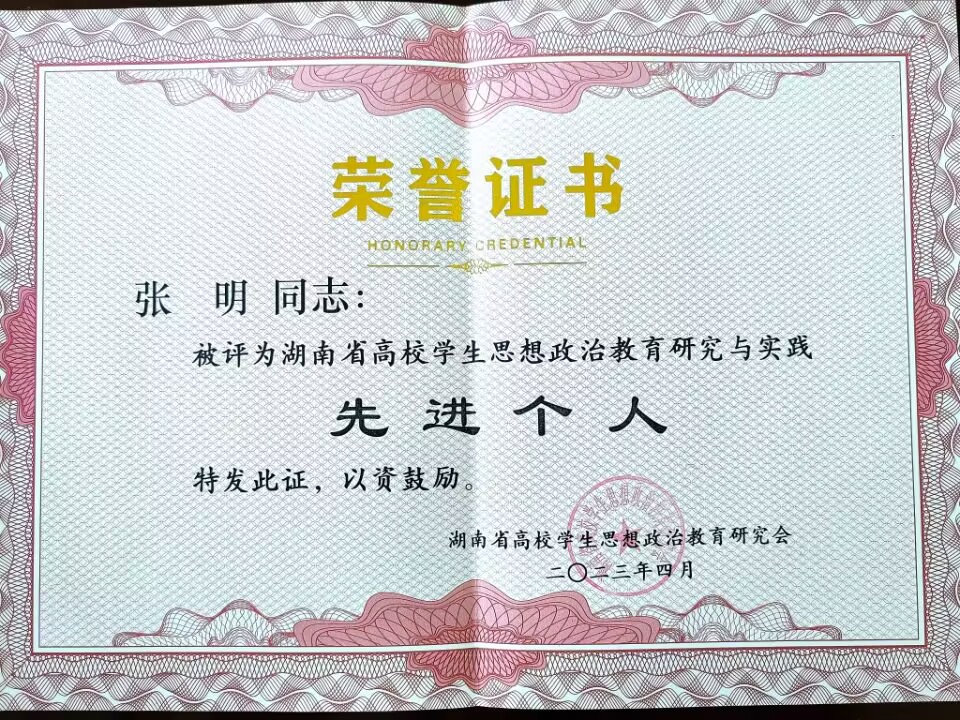 荣誉证书
HONORARY CREDENTIAL
张 明 同志：
被评为湖南省高校学生思想政治教育研究与实践
先进个人
特发此证，以资鼓励。
湖南省高校学生思想政治教育研究会
二〇二三年四月